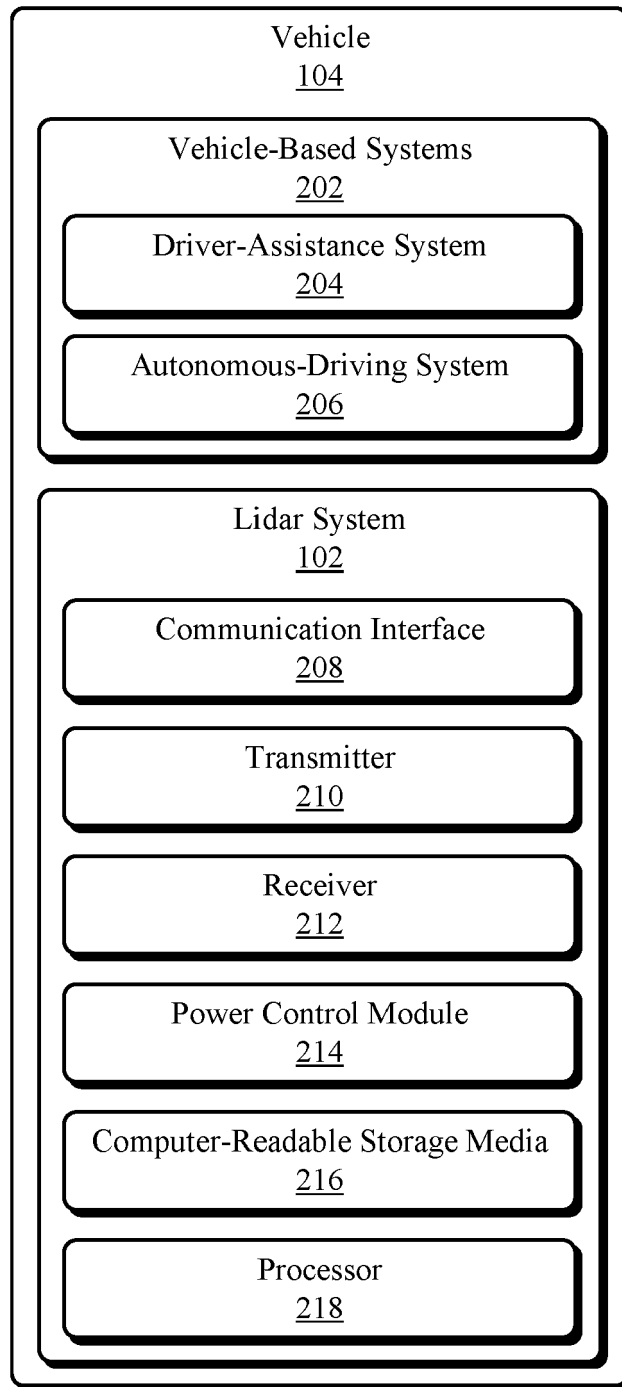 Vehicle
104
Vehicle-Based Systems
202
Driver-Assistance System
204
Autonomous-Driving System
206
Lidar System
102
Communication Interface
208
Transmitter
210
Receiver
212
Power Control Module
214
Computer-Readable Storage Media
216
Processor
218